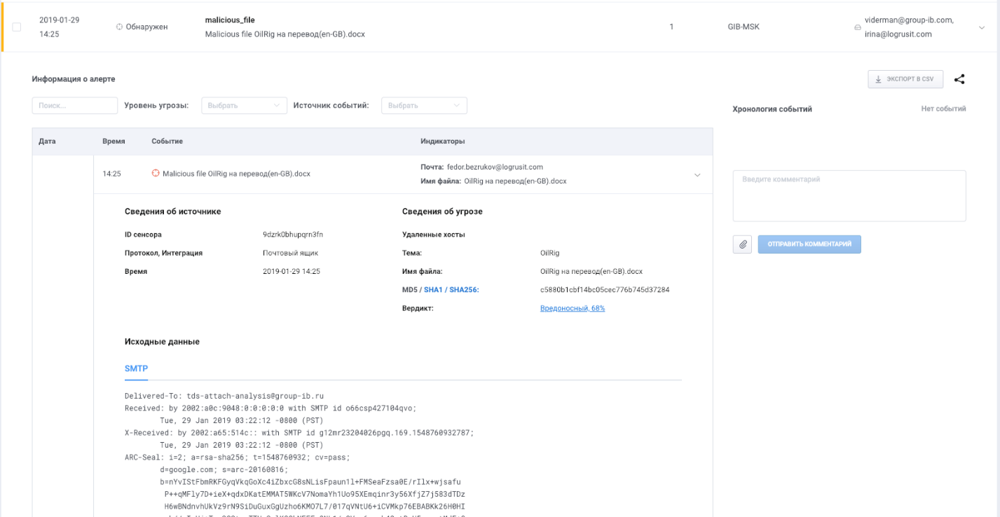 2019-01-29
14:25
Обнаружен
malicious_file
Malicious file OilRig на перевод(en-GB).docx
1
GIB-MSK
viderman@group-ib.com,
irina@logrusit.com
Информация о алерте
ЭКСПОРТ В CSV
Поиск...
Уровень угрозы:
Выбрать
Источник событий:
Выбрать
Хронология событий
Нет событий
Дата
Время
Событие
Индикаторы
14:25
Malicious file OilRig на перевод(en-GB).docx
Почта: fedor.bezrukov@logrusit.com
Имя файла: OilRig на перевод(en-GB).docx
Введите комментарий
ОТПРАВИТЬ КОММЕНТАРИЙ
Сведения об источнике
ID сенсора
9dzrk0bhupqrn3fn
Протокол, Интеграция
Почтовый ящик
Время
2019-01-29 14:25
Сведения об угрозе
Удаленные хосты
Тема:
OilRig
Имя файла:
OilRig на перевод(en-GB).docx
MD5 / SHA1 / SHA256:
c5880b1cbf14bc05cec776b745d37284
Вердикт:
Вредоносный, 68%
Исходные данные
SMTP
Delivered-To: tds-attach-analysis@group-ib.ru
Received: by 2002:a0c:9048:0:0:0:0:0 with SMTP id o66csp427104qvo;
Tue, 29 Jan 2019 03:22:12 -0800 (PST)
X-Received: by 2002:a65:514c:: with SMTP id g12mr23204026pgq.169.1548760932787;
Tue, 29 Jan 2019 03:22:12 -0800 (PST)
ARC-Seal: i=2; a=rsa-sha256; t=1548760932; cv=pass;
d=google.com; s=arc-20160816;
b=nYvIStFbmRKFGyqVkqGoXc4iZbxcG8sNLisFpaun1l+FMSeaFzsa0E/rIlx+wjsafu
P++qMFly7D+ieX+qdxDKatEMMAT5WKcV7NomaYh1Uo95XEmqinr3y56XfjZ7j583dTDz
H6wBNdnvhUkVz9rN9SiDuGuxGgUzho6KMO7L7/017qVNtU6+iCVMkp76EBABKk26H0HI